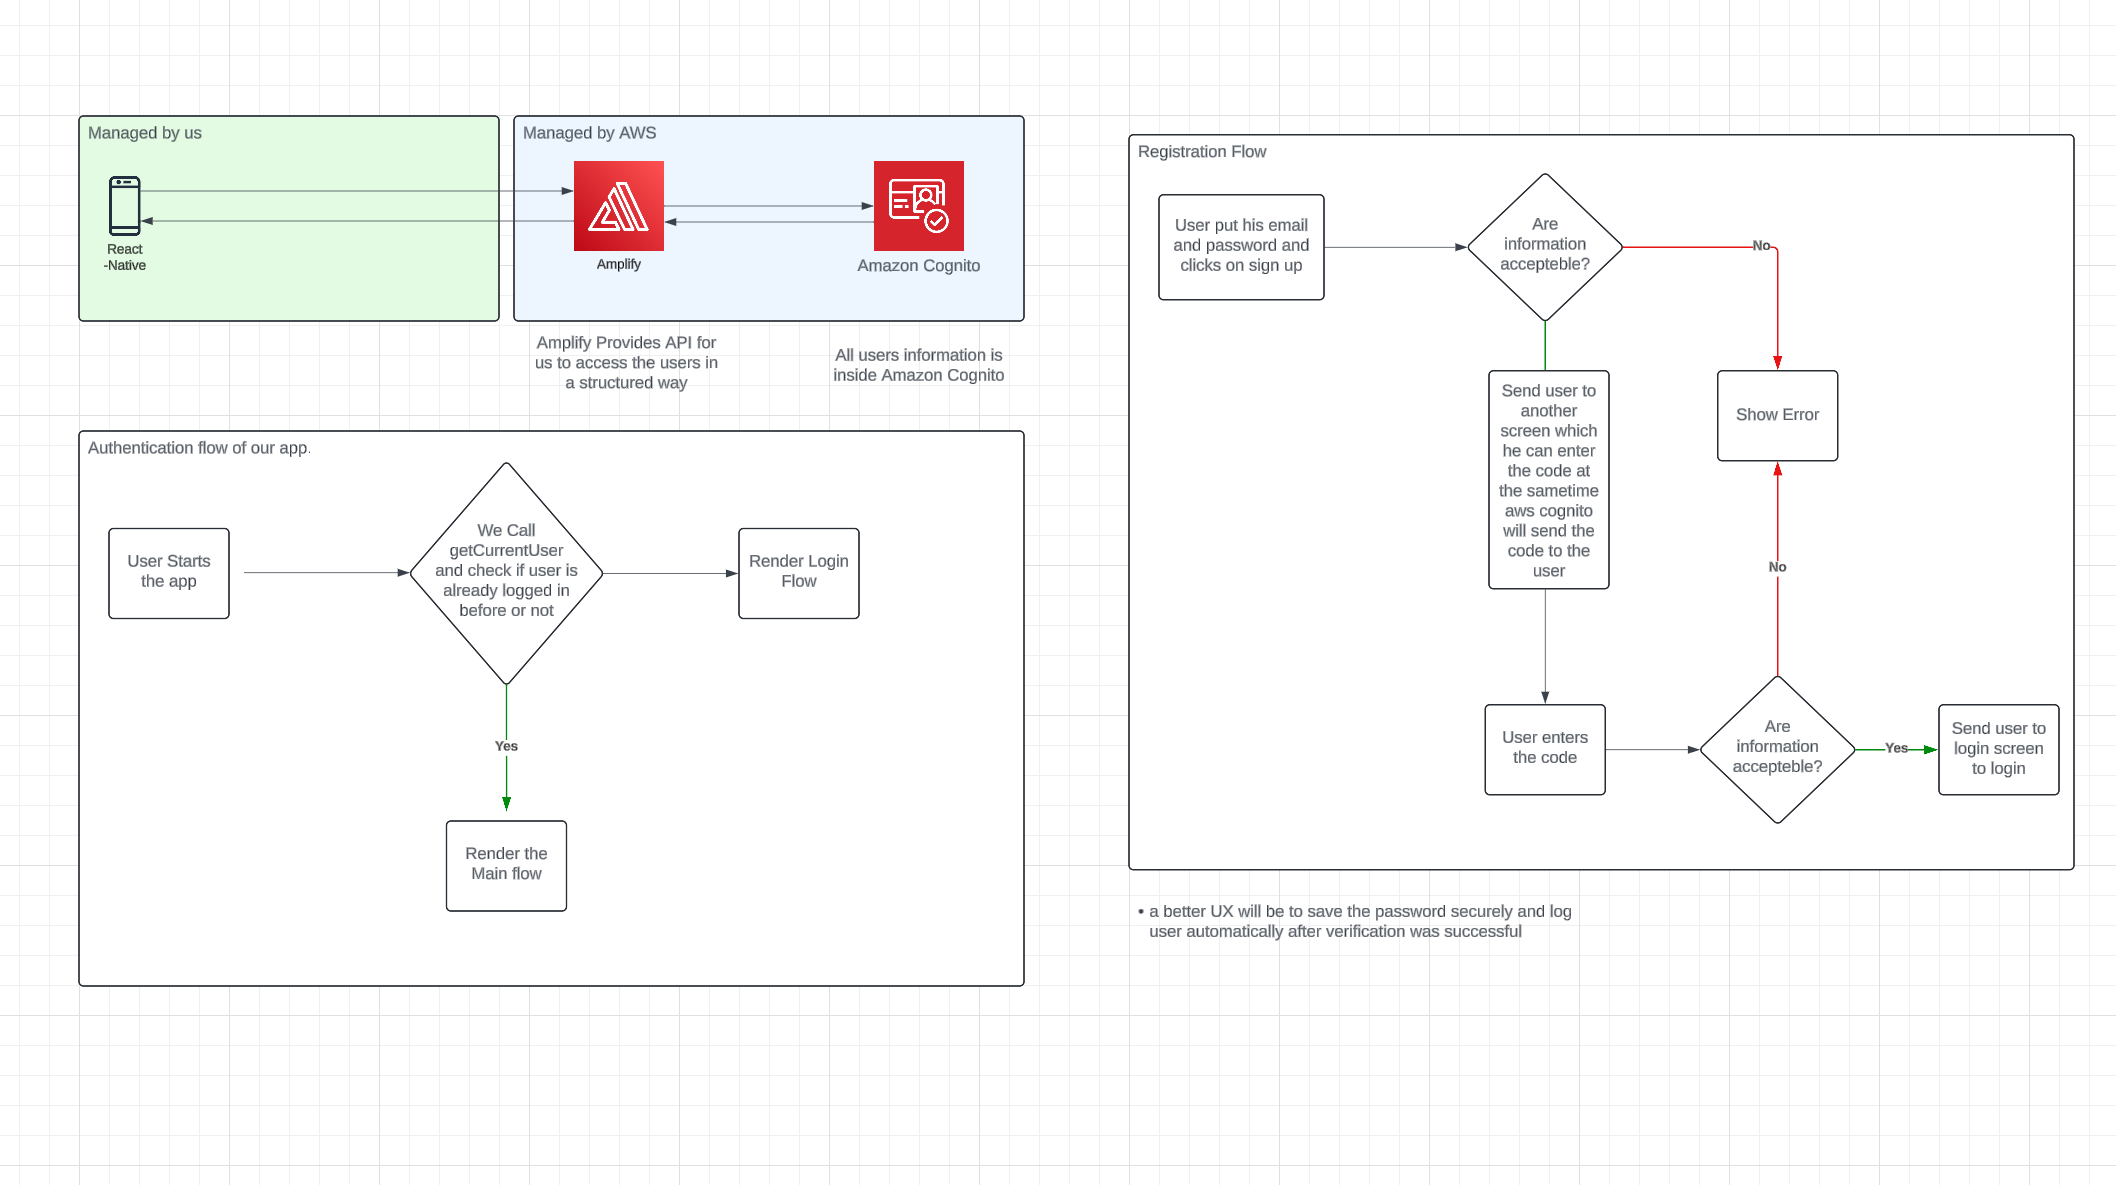 Managed by us
React
-Native
Managed by AWS
Amplify
Amazon Cognito
Amplify Provides API for
us to access the users in
a structured way
All users information is
inside Amazon Cognito
Authentication flow of our app.
User Starts
the app
We Call
getCurrentUser
and check if user is
already logged in
before or not
Render Login
Flow
Yes
Render the
Main flow
Registration Flow
User put his email
and password and
clicks on sign up
Are
information
accepteble?
No
Show Error
Send user to
another
screen which
he can enter
the code at
the sametime
aws cognito
will send the
code to the
user
No
User enters
the code
Are
information
accepteble?
Yes
Send user to
login screen
to login
• a better UX will be to save the password securely and log
user automatically after verification was successful